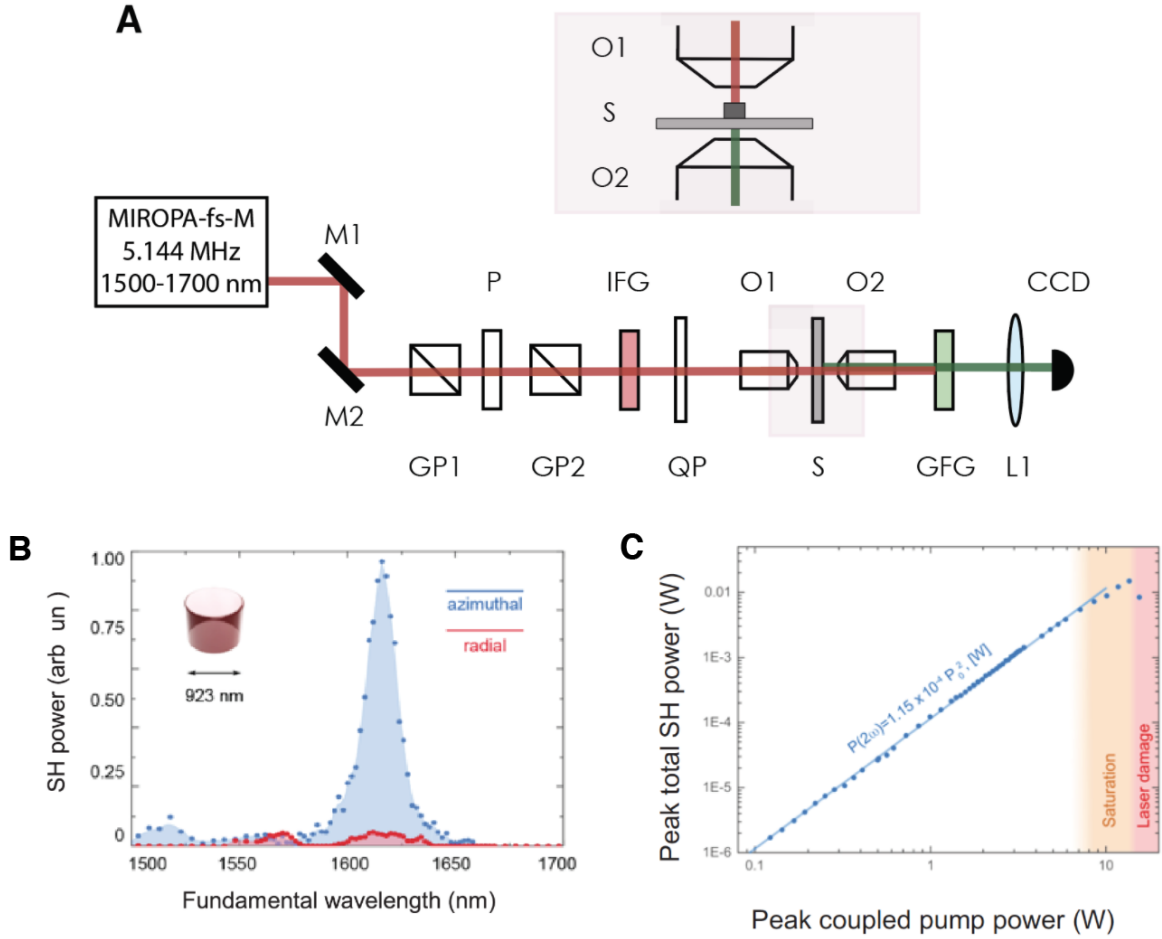 A
O1
S
O2
MIROPA-fs-M
5.144 MHz
1500-1700 nm
M1
P
IFG
O1
O2
CCD
M2
GP1
GP2
QP
S
GFG
L1
B
SH power (arb un )
1.00
0.75
0.50
0.25
0
923 nm
azimuthal
radial
1500
1550
1600
1650
1700
Fundamental wavelength (nm)
C
Peak total SH power (W)
0.01
1E-3
1E-4
1E-5
1E-6
P(2ω)=1.15 x 10⁻⁴ P₀², [W]
Saturation
Laser damage
0.1
1
10
Peak coupled pump power (W)